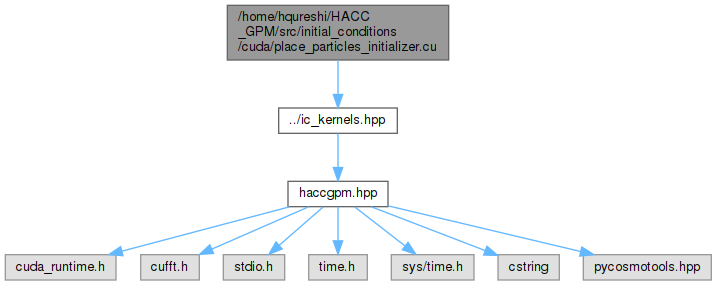 /home/hqureshi/HACC
_GPM/src/initial_conditions
/cuda/place_particles_initializer.cu
../ic_kernels.hpp
haccgpm.hpp
cuda_runtime.h
cufft.h
stdio.h
time.h
sys/time.h
cstring
pycosmotools.hpp